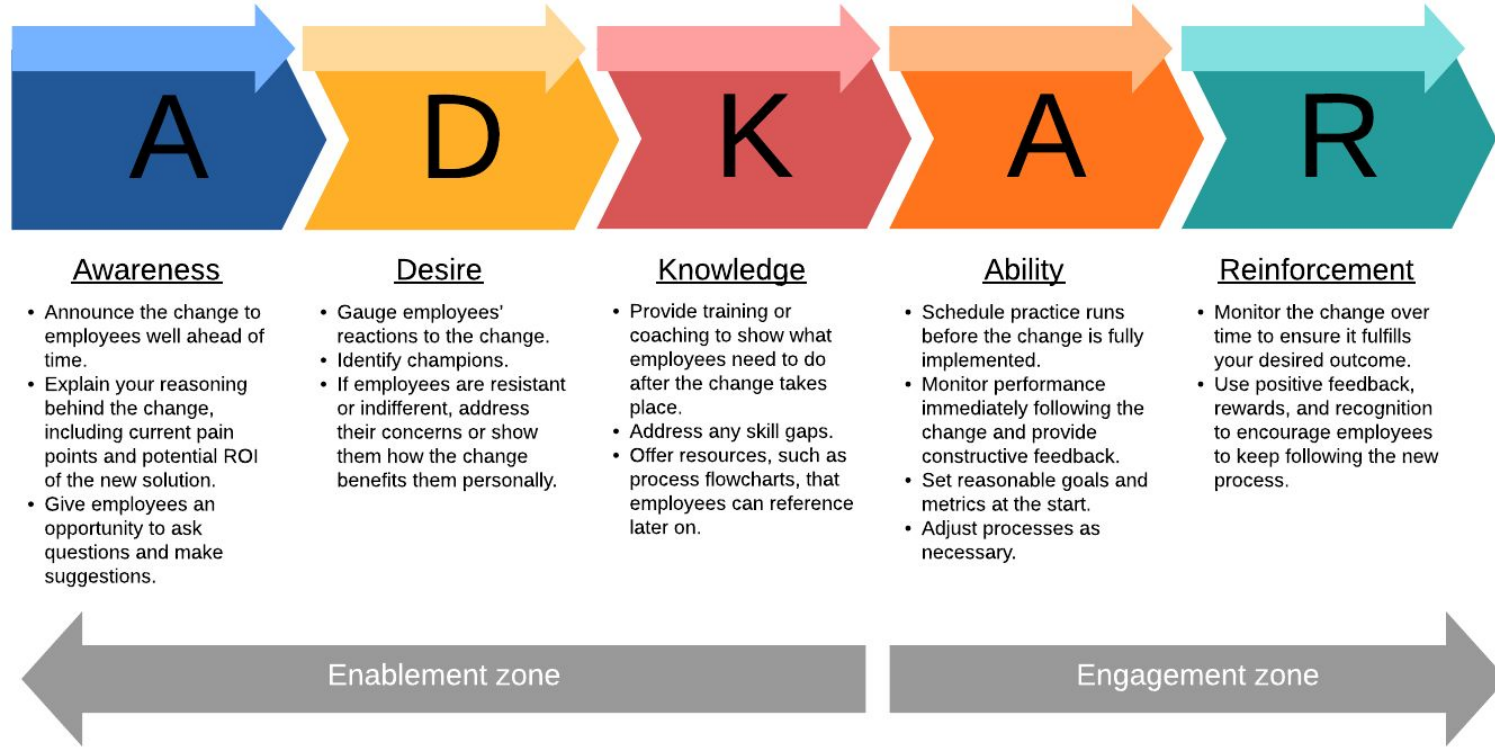 A
D
K
A
R
Awareness
• Announce the change to
employees well ahead of
time.
• Explain your reasoning
behind the change,
including current pain
points and potential ROI
of the new solution.
• Give employees an
opportunity to ask
questions and make
suggestions.
Desire
• Gauge employees'
reactions to the change.
• Identify champions.
• If employees are resistant
or indifferent, address
their concerns or show
them how the change
benefits them personally.
Knowledge
• Provide training or
coaching to show what
employees need to do
after the change takes
place.
• Address any skill gaps.
• Offer resources, such as
process flowcharts, that
employees can reference
later on.
Ability
• Schedule practice runs
before the change is fully
implemented.
• Monitor performance
immediately following the
change and provide
constructive feedback.
• Set reasonable goals and
metrics at the start.
• Adjust processes as
necessary.
Reinforcement
• Monitor the change over
time to ensure it fulfills
your desired outcome.
• Use positive feedback,
rewards, and recognition
to encourage employees
to keep following the new
process.
Enablement zone
Engagement zone